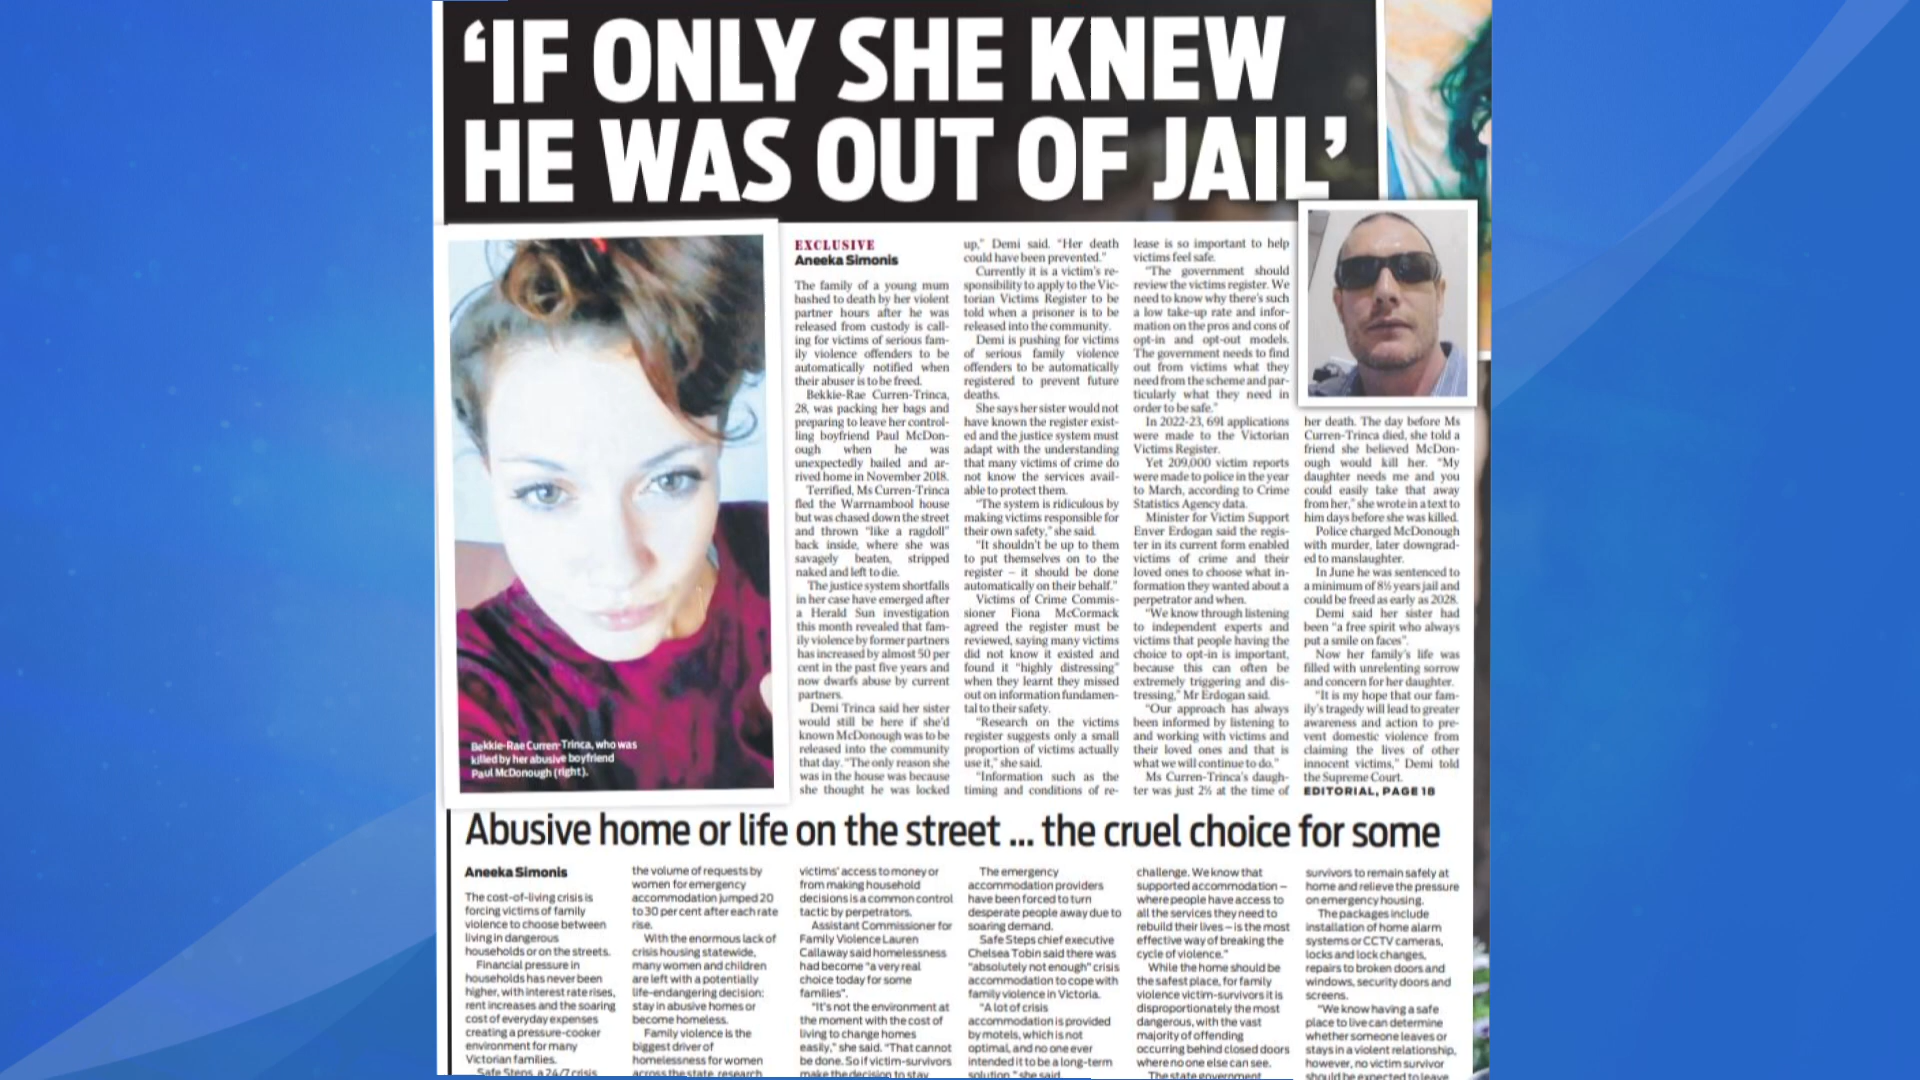 ‘IF ONLY SHE KNEW
HE WAS OUT OF JAIL’
EXCLUSIVE
Aneeka Simonis
The family of a young mum
bashed to death by her violent
partner hours after he was
released from custody is call-
ing for victims of serious fam-
ily violence offenders to be
automatically notified when
their abuser is to be freed.
Bekkie-Rae Curren-Trinca,
28, was packing her bags and
preparing to leave her control-
ling boyfriend Paul McDon-
ough when he was
unexpectedly bailed and ar-
rived home in November 2018.
Terrified, Ms Curren-Trinca
fled the Warrnambool house
but was chased down the street
and thrown “like a ragdoll”
back inside, where she was
savagely beaten, stripped
naked and left to die.
The justice system shortfalls
in her case have emerged after
a Herald Sun investigation
this month revealed that fam-
ily violence by former partners
has increased by almost 50 per
cent in the past five years and
now dwarfs abuse by current
partners.
Demi Trinca said her sister
would still be here if she’d
known McDonough was to be
released into the community
that day. “The only reason she
was in the house was because
she thought he was locked
up,” Demi said. “Her death
could have been prevented.”
Currently it is a victim’s re-
sponsibility to apply to the Vic-
torian Victims Register to be
told when a prisoner is to be
released into the community.
Demi is pushing for victims
of serious family violence
offenders to be automatically
registered to prevent future
deaths.
She says her sister would not
have known the register exist-
ed and the justice system must
adapt with the understanding
that many victims of crime do
not know the services avail-
able to protect them.
“The system is ridiculous by
making victims responsible for
their own safety,” she said.
“It shouldn’t be up to them
to put themselves on to the
register – it should be done
automatically on their behalf.”
Victims of Crime Commis-
sioner Fiona McCormack
agreed the register must be
reviewed, saying many victims
did not know it existed and
found it “highly distressing”
when they learnt they missed
out on information fundamen-
tal to their safety.
“Research on the victims
register suggests only a small
proportion of victims actually
use it,” she said.
“Information such as the
timing and conditions of re-
lease is so important to help
victims feel safe.
“The government should
review the victims register. We
need to know why there’s such
a low take-up rate and infor-
mation on the pros and cons of
opt-in and opt-out models.
The government needs to find
out from victims what they
need from the scheme and par-
ticularly what they need in
order to be safe.”
In 2022-23, 691 applications
were made to the Victorian
Victims Register.
Yet 209,000 victim reports
were made to police in the year
to March, according to Crime
Statistics Agency data.
Minister for Victim Support
Enver Erdogan said the regis-
ter in its current form enabled
victims of crime and their
loved ones to choose what in-
formation they wanted about a
perpetrator and when.
“We know through listening
to independent experts and
victims that people having the
choice to opt-in is important,
because this can often be
extremely triggering and dis-
tressing,” Mr Erdogan said.
“Our approach has always
been informed by listening to
and working with victims and
their loved ones and that is
what we will continue to do.”
Ms Curren-Trinca’s daugh-
ter was just 2½ at the time of
her death. The day before Ms
Curren-Trinca died, she told a
friend she believed McDon-
ough would kill her. “My
daughter needs me and you
could easily take that away
from her,” she wrote in a text to
him days before she was killed.
Police charged McDonough
with murder, later downgrad-
ed to manslaughter.
In June he was sentenced to
a minimum of 8½ years jail and
could be freed as early as 2028.
Demi said her sister had
been “a free spirit who always
put a smile on faces”.
Now her family’s life was
filled with unrelenting sorrow
and concern for her daughter.
“It is my hope that our fam-
ily’s tragedy will lead to greater
awareness and action to pre-
vent domestic violence from
claiming the lives of other
innocent victims,” Demi told
the Supreme Court.
EDITORIAL, PAGE 18
Bekkie-Rae Curren-Trinca, who was
killed by her abusive boyfriend
Paul McDonough (right).
Abusive home or life on the street ... the cruel choice for some
Aneeka Simonis
The cost-of-living crisis is
forcing victims of family
violence to choose between
living in dangerous
households or on the streets.
Financial pressure in
households has never been
higher, with interest rate rises,
rent increases and the soaring
cost of everyday expenses
creating a pressure-cooker
environment for many
Victorian families.
Safe Steps, a 24/7 crisis
the volume of requests by
women for emergency
accommodation jumped 20
to 30 per cent after each rate
rise.
With the enormous lack of
crisis housing statewide,
many women and children
are left with a potentially
life-endangering decision:
stay in abusive homes or
become homeless.
Family violence is the
biggest driver of
homelessness for women
across the state, research
victims’ access to money or
from making household
decisions is a common control
tactic by perpetrators.
Assistant Commissioner for
Family Violence Lauren
Callaway said homelessness
had become “a very real
choice today for some
families”.
“It’s not the environment at
the moment with the cost of
living to change homes
easily,” she said. “That cannot
be done. So if victim-survivors
make the decision to stay
The emergency
accommodation providers
have been forced to turn
desperate people away due to
soaring demand.
Safe Steps chief executive
Chelsea Tobin said there was
“absolutely not enough” crisis
accommodation to cope with
family violence in Victoria.
“A lot of crisis
accommodation is provided
by motels, which is not
optimal, and no one ever
intended it to be a long-term
solution,” she said.
challenge. We know that
supported accommodation –
where people have access to
all the services they need to
rebuild their lives – is the most
effective way of breaking the
cycle of violence.”
While the home should be
the safest place, for family
violence victim-survivors it is
disproportionately the most
dangerous, with the vast
majority of offending
occurring behind closed doors
where no one else can see.
The state government
survivors to remain safely at
home and relieve the pressure
on emergency housing.
The packages include
installation of home alarm
systems or CCTV cameras,
locks and lock changes,
repairs to broken doors and
windows, security doors and
screens.
“We know having a safe
place to live can determine
whether someone leaves or
stays in a violent relationship,
however, no victim survivor
should be expected to leave